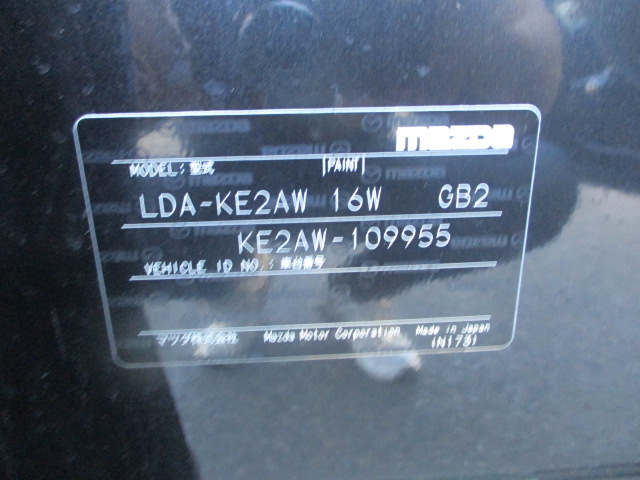 mazda
MODEL:型式 PAINT
LDA-KE2AW 16W GB2
KE2AW-109955
VEHICLE ID NO.:車台番号
マツダ株式会社 Mazda Motor Corporation Made in Japan
(N173)